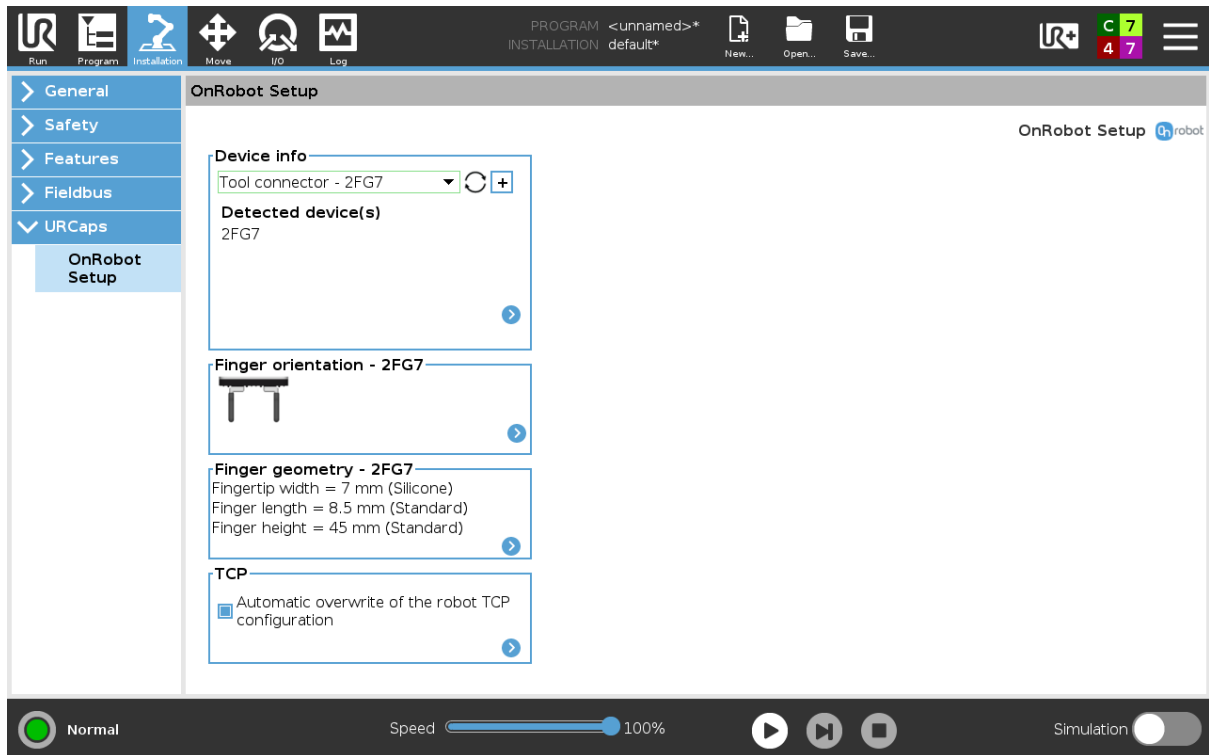 PROGRAM <unnamed>*
INSTALLATION default*
Run
Program
Installation
Move
I/O
Log
New...
Open...
Save...
UR+
C 7
4 7
General
Safety
Features
Fieldbus
URCaps
OnRobot
Setup
OnRobot Setup
OnRobot Setup
On robot
Device info
Tool connector - 2FG7
+
Detected device(s)
2FG7
Finger orientation - 2FG7
Finger geometry - 2FG7
Fingertip width = 7 mm (Silicone)
Finger length = 8.5 mm (Standard)
Finger height = 45 mm (Standard)
TCP
Automatic overwrite of the robot TCP
configuration
Normal
Speed
100%
Simulation